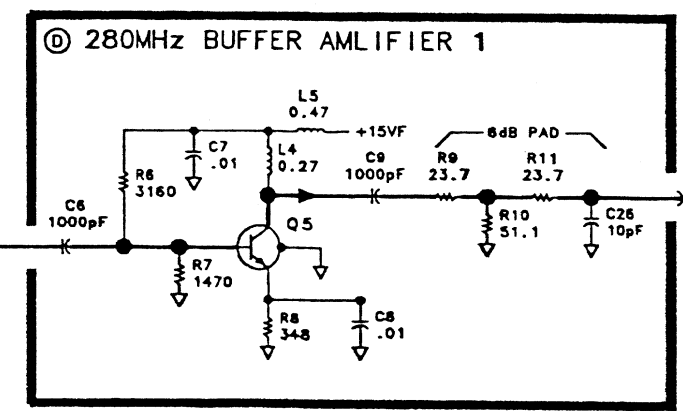 D 280MHz BUFFER AMLIFIER 1
L5
0.47
+15VF
6dB PAD
C7
.01
L4
0.27
C9
1000pF
R9
23.7
R11
23.7
R6
3160
C6
1000pF
Q5
R10
51.1
C26
10pF
R7
1470
R8
348
C8
.01